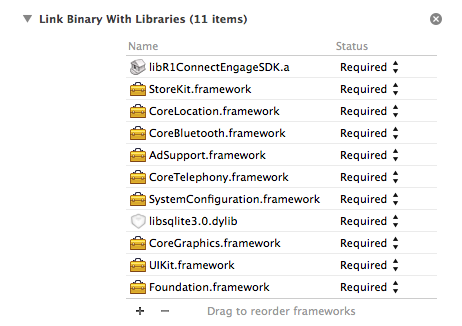 Link Binary With Libraries (11 items)
Name Status
libR1ConnectEngageSDK.a Required
StoreKit.framework Required
CoreLocation.framework Required
CoreBluetooth.framework Required
AdSupport.framework Required
CoreTelephony.framework Required
SystemConfiguration.framework Required
libsqlite3.0.dylib Required
CoreGraphics.framework Required
UIKit.framework Required
Foundation.framework Required
+ − Drag to reorder frameworks